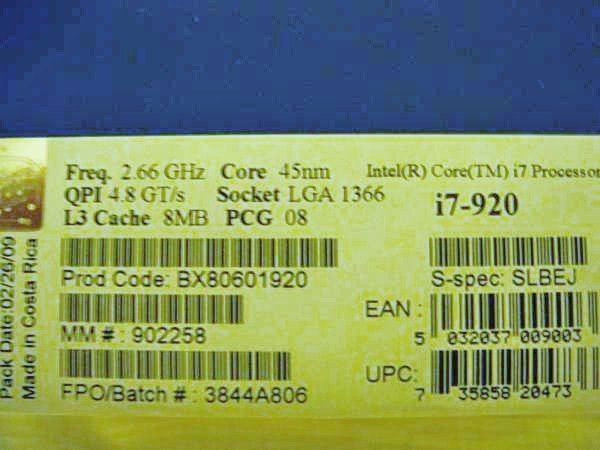 Freq. 2.66 GHz Core 45nm
QPI 4.8 GT/s Socket LGA 1366
L3 Cache 8MB PCG 08
Intel(R) Core(TM) i7 Processor
i7-920
Prod Code: BX80601920
S-spec: SLBEJ
MM # : 902258
EAN :
5 032037 009003
FPO/Batch # : 3844A806
UPC:
7 35858 20473
Pack Date:02/26/09
Made in Costa Rica